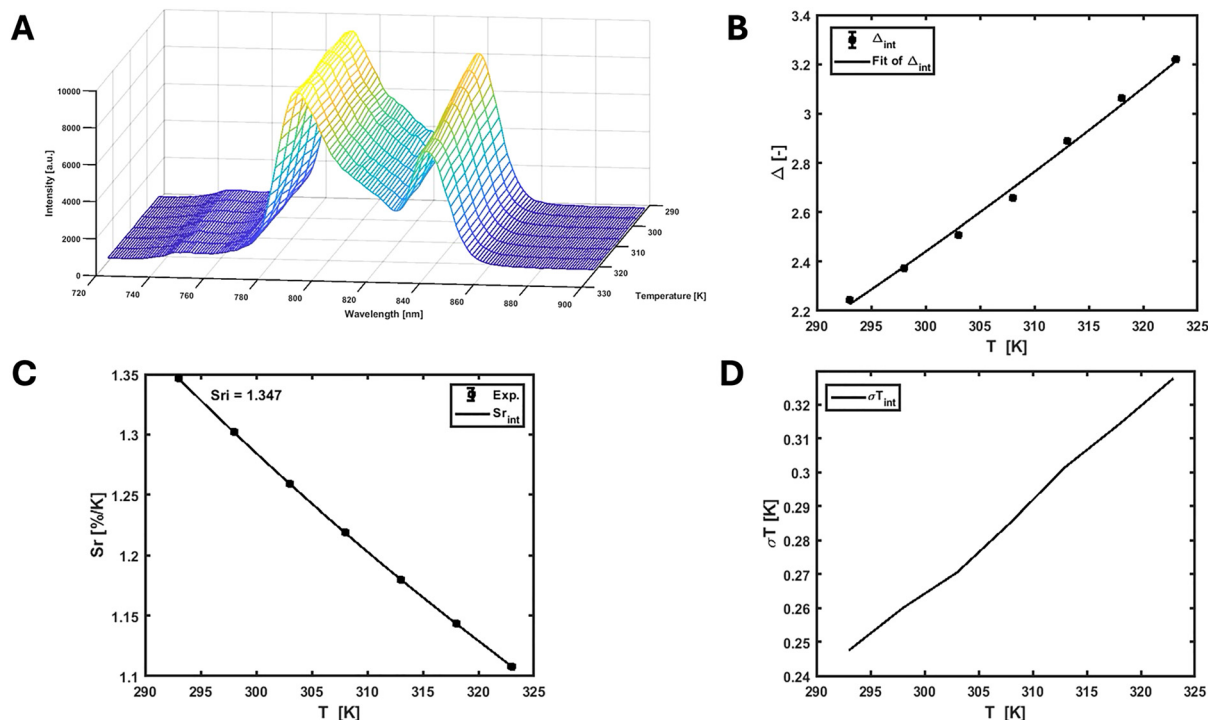 A
10000
8000
6000
4000
2000
0
Intensity [a.u.]
720
740
760
780
800
820
840
860
880
900
Wavelength [nm]
290
300
310
320
330
Temperature [K]
B
3.4
3.2
3
2.8
2.6
2.4
2.2
Δ [-]
Δint
Fit of Δint
290 295 300 305 310 315 320 325
T [K]
C
1.35
1.3
1.25
1.2
1.15
1.1
Sr [%/K]
Sri = 1.347
Exp.
Srint
290 295 300 305 310 315 320 325
T [K]
D
0.32
0.31
0.3
0.29
0.28
0.27
0.26
0.25
0.24
σT [K]
σTint
290 295 300 305 310 315 320 325
T [K]